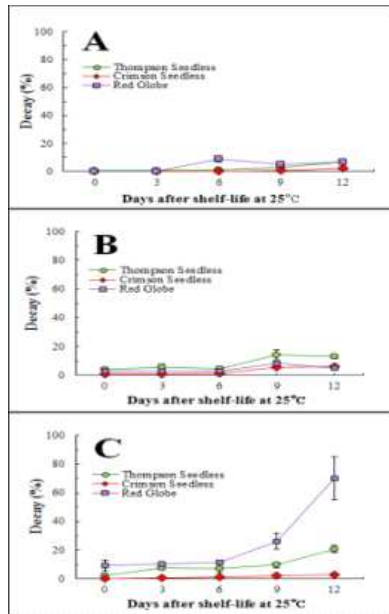 A
100
80
60
40
20
0
Decay (%)
Thompson Seedless
Crimson Seedless
Red Globe
0 3 6 9 12
Days after shelf-life at 25°C
B
100
80
60
40
20
0
Decay (%)
Thompson Seedless
Crimson Seedless
Red Globe
0 3 6 9 12
Days after shelf-life at 25°C
C
100
80
60
40
20
0
Decay (%)
Thompson Seedless
Crimson Seedless
Red Globe
0 3 6 9 12
Days after shelf-life at 25°C